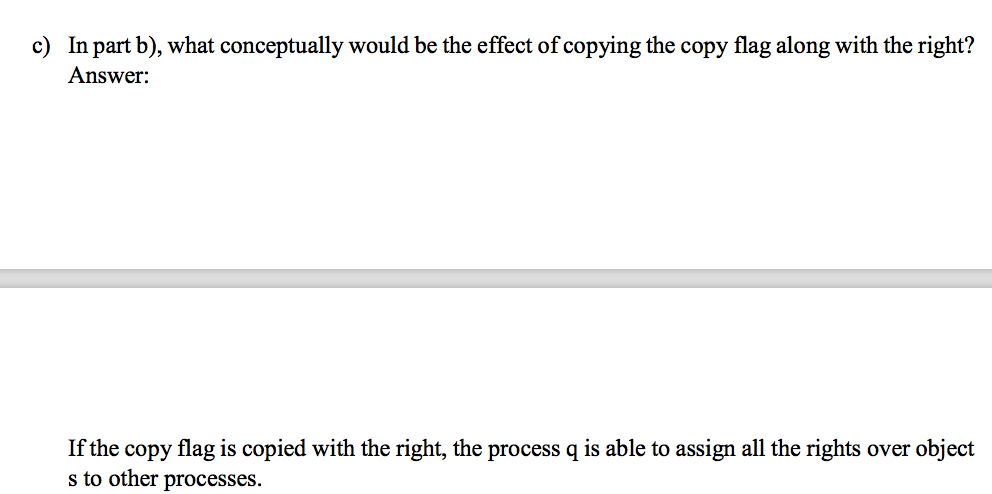 c) In part b), what conceptually would be the effect of copying the copy flag along with the right?
Answer:
If the copy flag is copied with the right, the process q is able to assign all the rights over object
s to other processes.